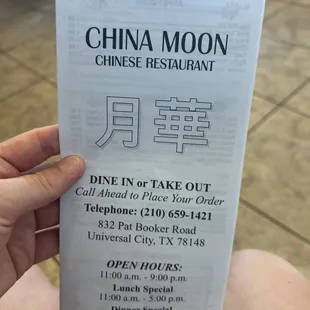 CHINA MOON
CHINESE RESTAURANT
月華
DINE IN or TAKE OUT
Call Ahead to Place Your Order
Telephone: (210) 659-1421
832 Pat Booker Road
Universal City, TX 78148
OPEN HOURS:
11:00 a.m. - 9:00 p.m.
Lunch Special
11:00 a.m. - 5:00 p.m.
Dinner Special